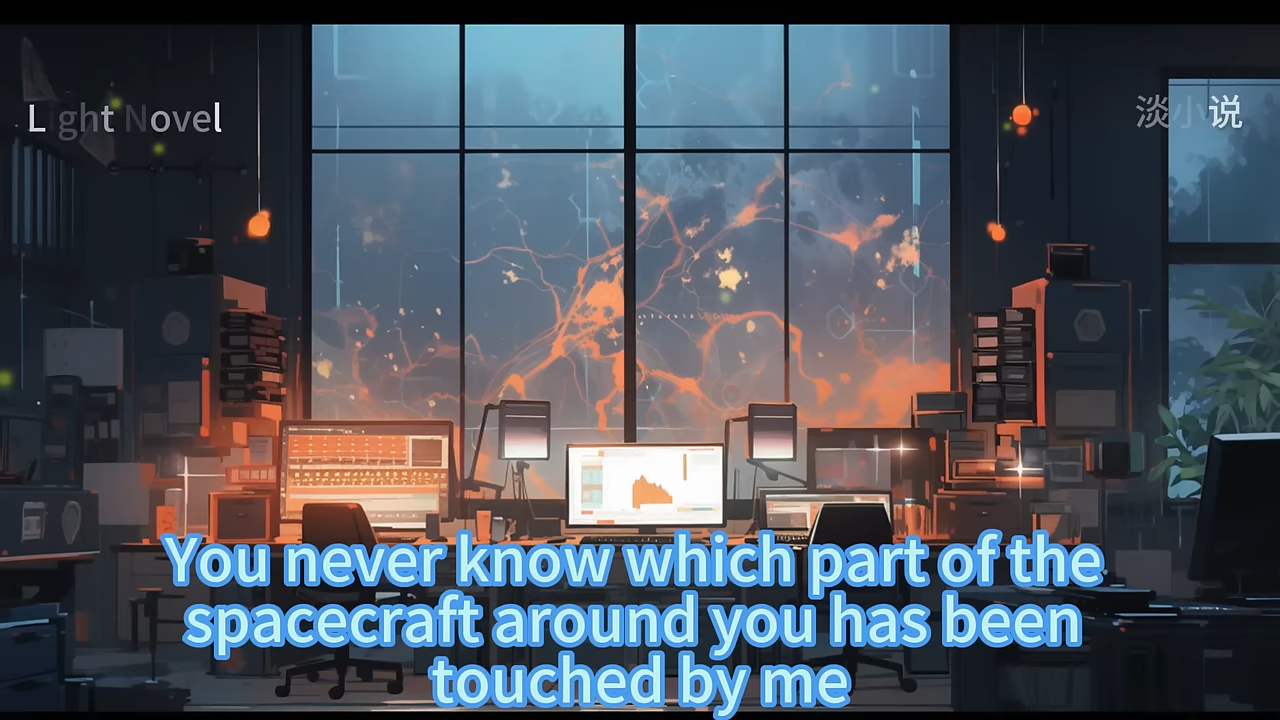 Light Novel
淡小说
You never know which part of the
spacecraft around you has been
touched by me